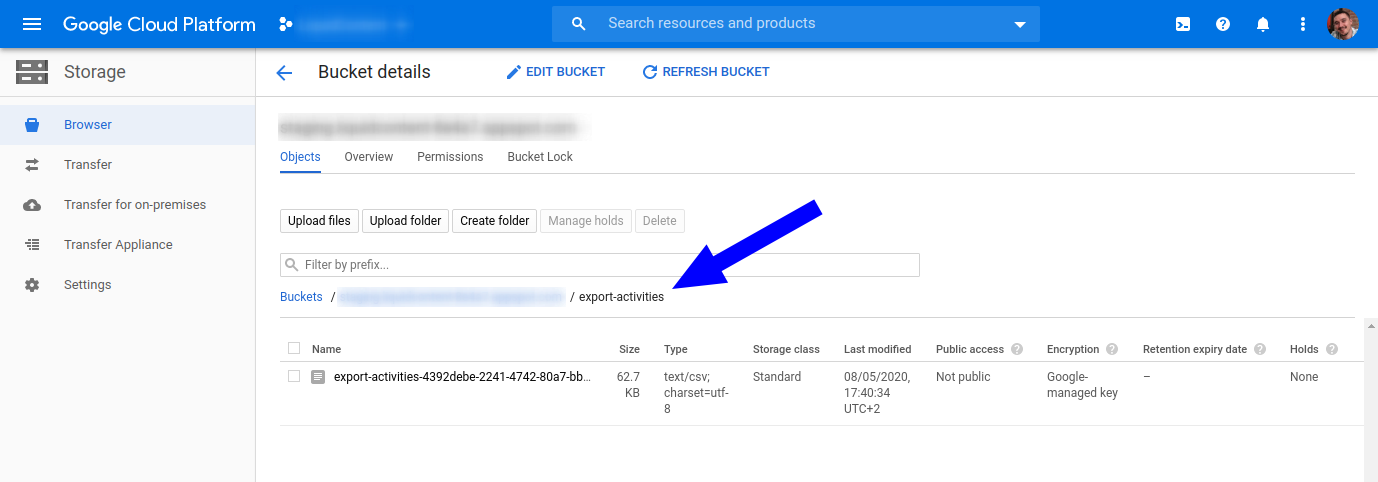 Google Cloud Platform
Search resources and products
Storage
Bucket details
EDIT BUCKET
REFRESH BUCKET
Browser
Transfer
Transfer for on-premises
Transfer Appliance
Settings
Objects Overview Permissions Bucket Lock
Upload files Upload folder Create folder Manage holds Delete
Filter by prefix...
Buckets / / export-activities
Name Size Type Storage class Last modified Public access Encryption Retention expiry date Holds
export-activities-4392debe-2241-4742-80a7-bb... 62.7 text/csv; Standard 08/05/2020, Not public Google- – None
KB charset=utf- 17:40:34 managed key
8 UTC+2